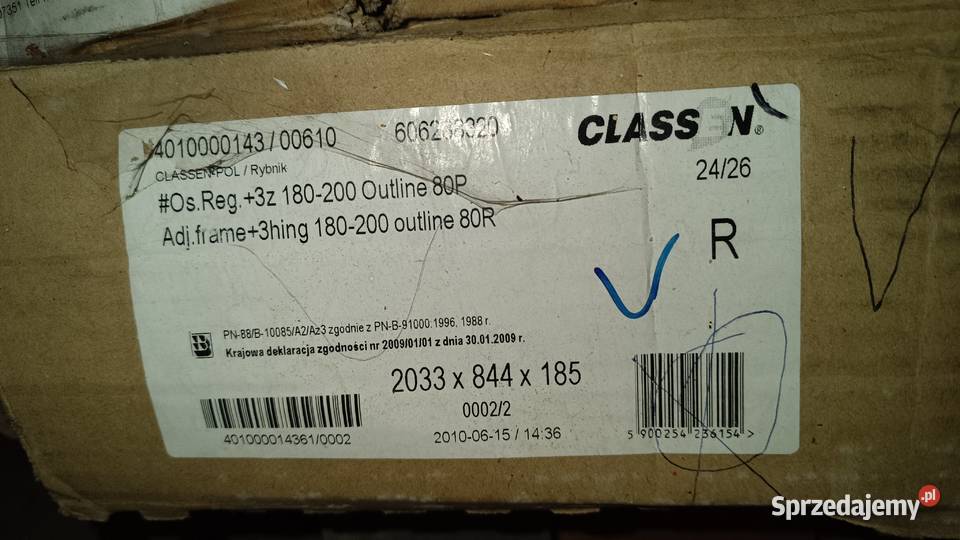 4010000143 / 00610
CLASSEN
CLASSEN-POL / Rybnik
24/26
#Os.Reg.+3z 180-200 Outline 80P
Adj.frame+3hing 180-200 outline 80R
R
PN-88/B-10085/A2/Az3 zgodnie z PN-B-91000:1996, 1988 r.
Krajowa deklaracja zgodności nr 2009/01/01 z dnia 30.01.2009 r.
2033 x 844 x 185
0002/2
401000014361/0002
2010-06-15 / 14:36
5 900254 236154 >
Sprzedajemy.pl